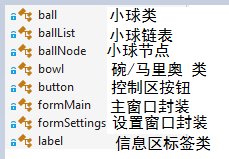 ball 小球类
ballList 小球链表
ballNode 小球节点
bowl 碗/马里奥 类
button 控制区按钮
formMain 主窗口封装
formSettings 设置窗口封装
label 信息区标签类